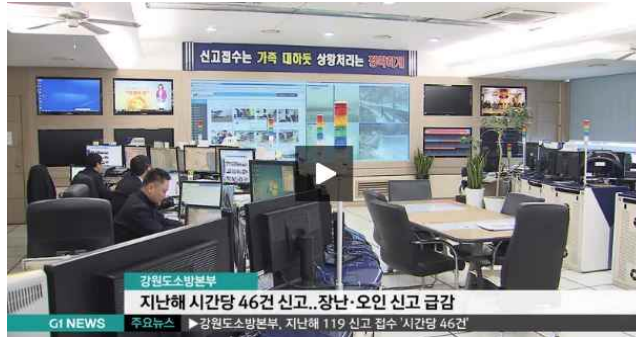 신고접수는 가족 대하듯 상황처리는 정확하게
강원도소방본부
지난해 시간당 46건 신고..장난·오인 신고 급감
G1 NEWS 주요뉴스 ▶강원도소방본부, 지난해 119 신고 접수 '시간당 46건'